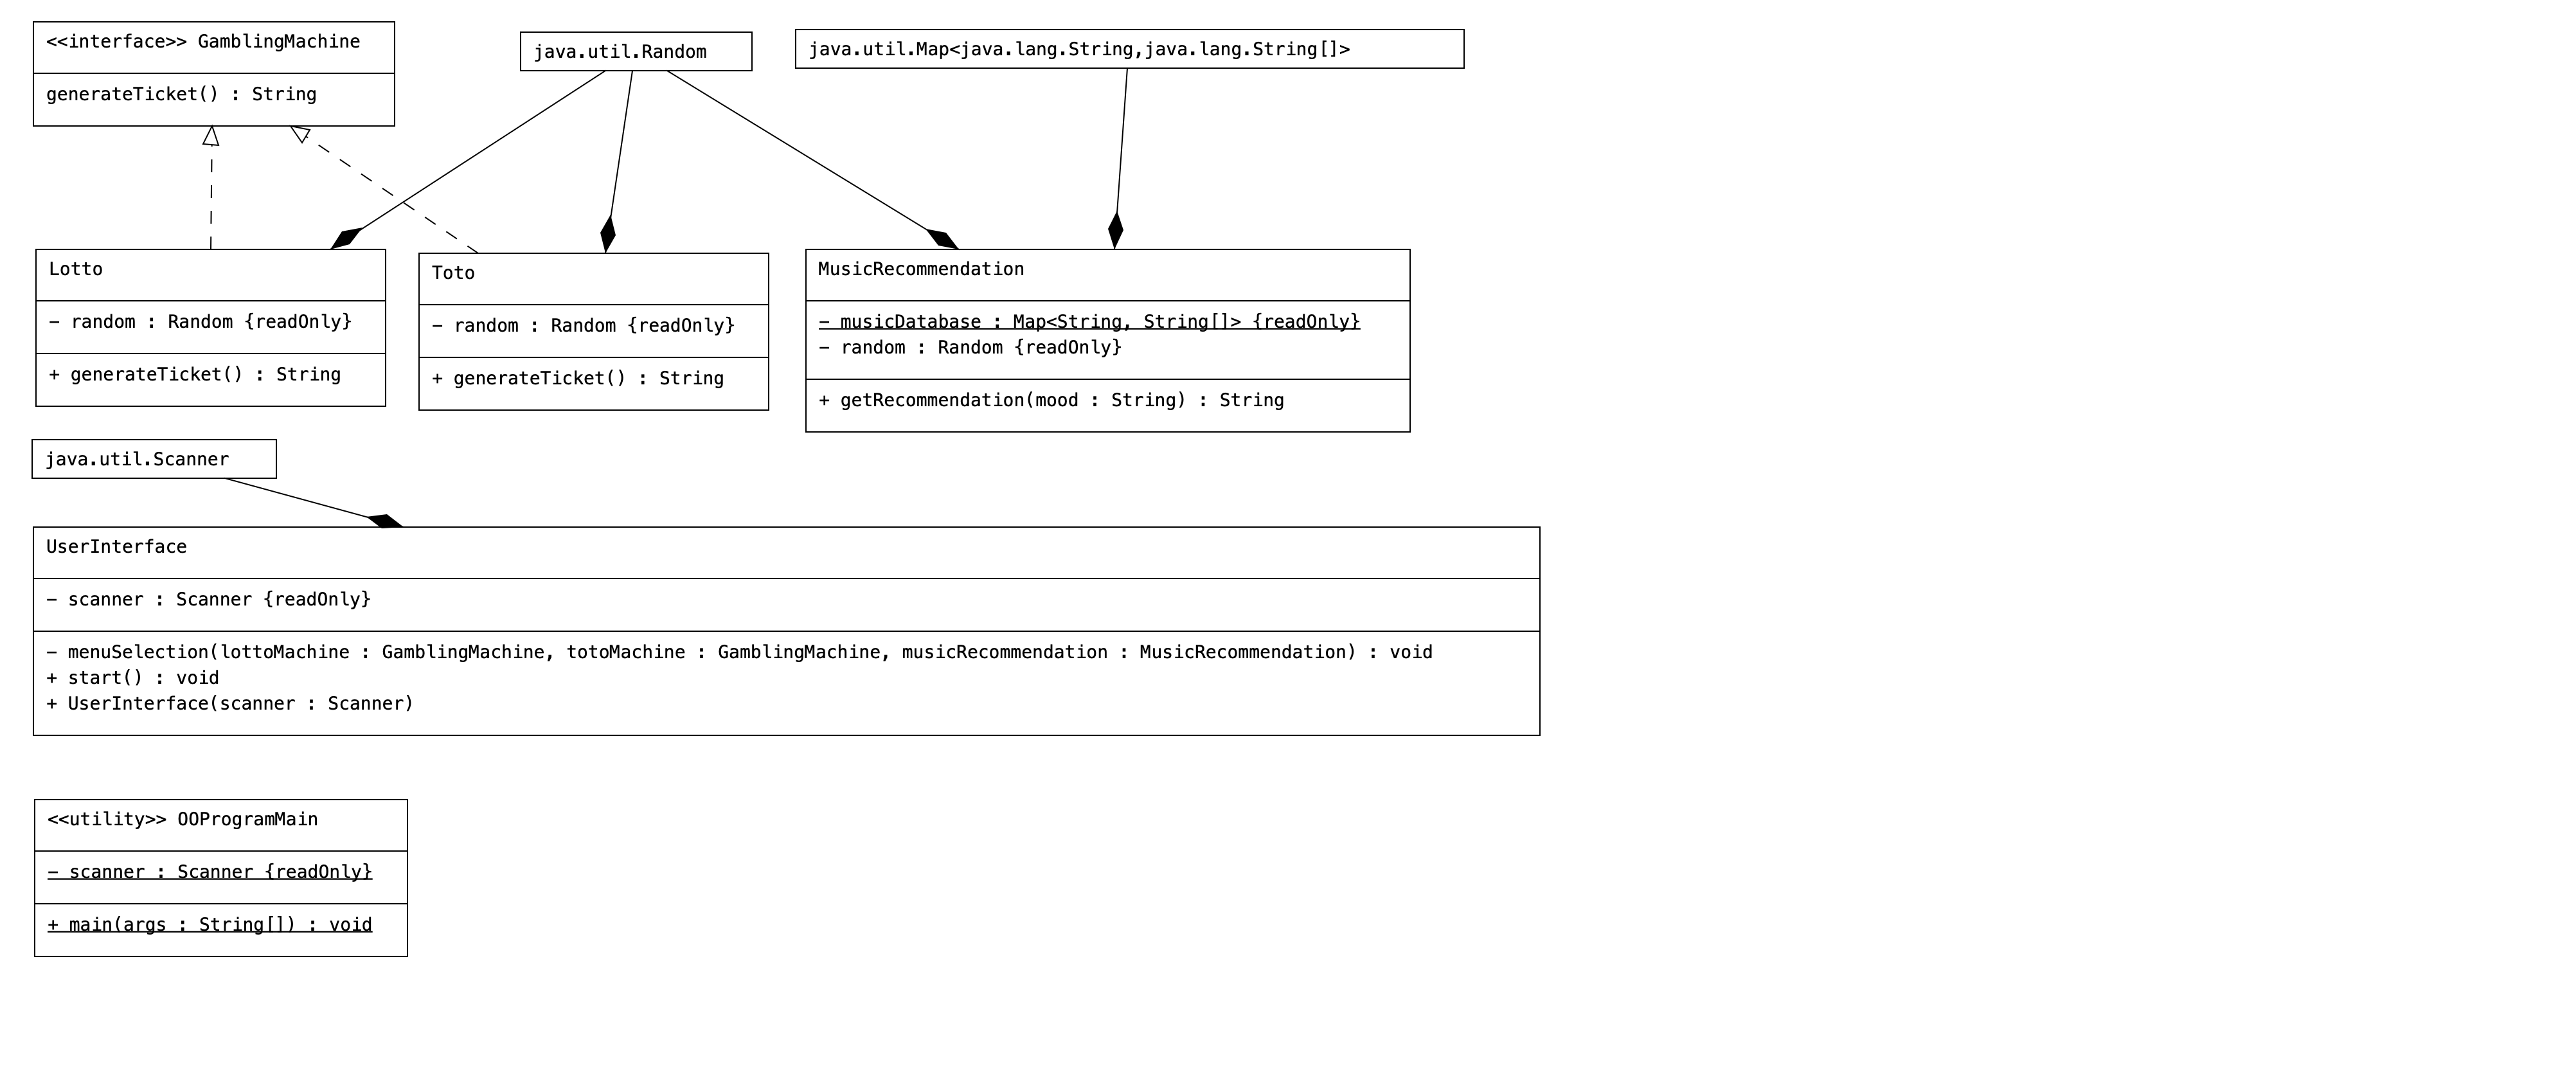 <<interface>> GamblingMachine
generateTicket() : String
java.util.Random
java.util.Map<java.lang.String,java.lang.String[]>
Lotto
− random : Random {readOnly}
+ generateTicket() : String
Toto
− random : Random {readOnly}
+ generateTicket() : String
MusicRecommendation
− musicDatabase : Map<String, String[]> {readOnly}
− random : Random {readOnly}
+ getRecommendation(mood : String) : String
java.util.Scanner
UserInterface
− scanner : Scanner {readOnly}
− menuSelection(lottoMachine : GamblingMachine, totoMachine : GamblingMachine, musicRecommendation : MusicRecommendation) : void
+ start() : void
+ UserInterface(scanner : Scanner)
<<utility>> OOProgramMain
− scanner : Scanner {readOnly}
+ main(args : String[]) : void